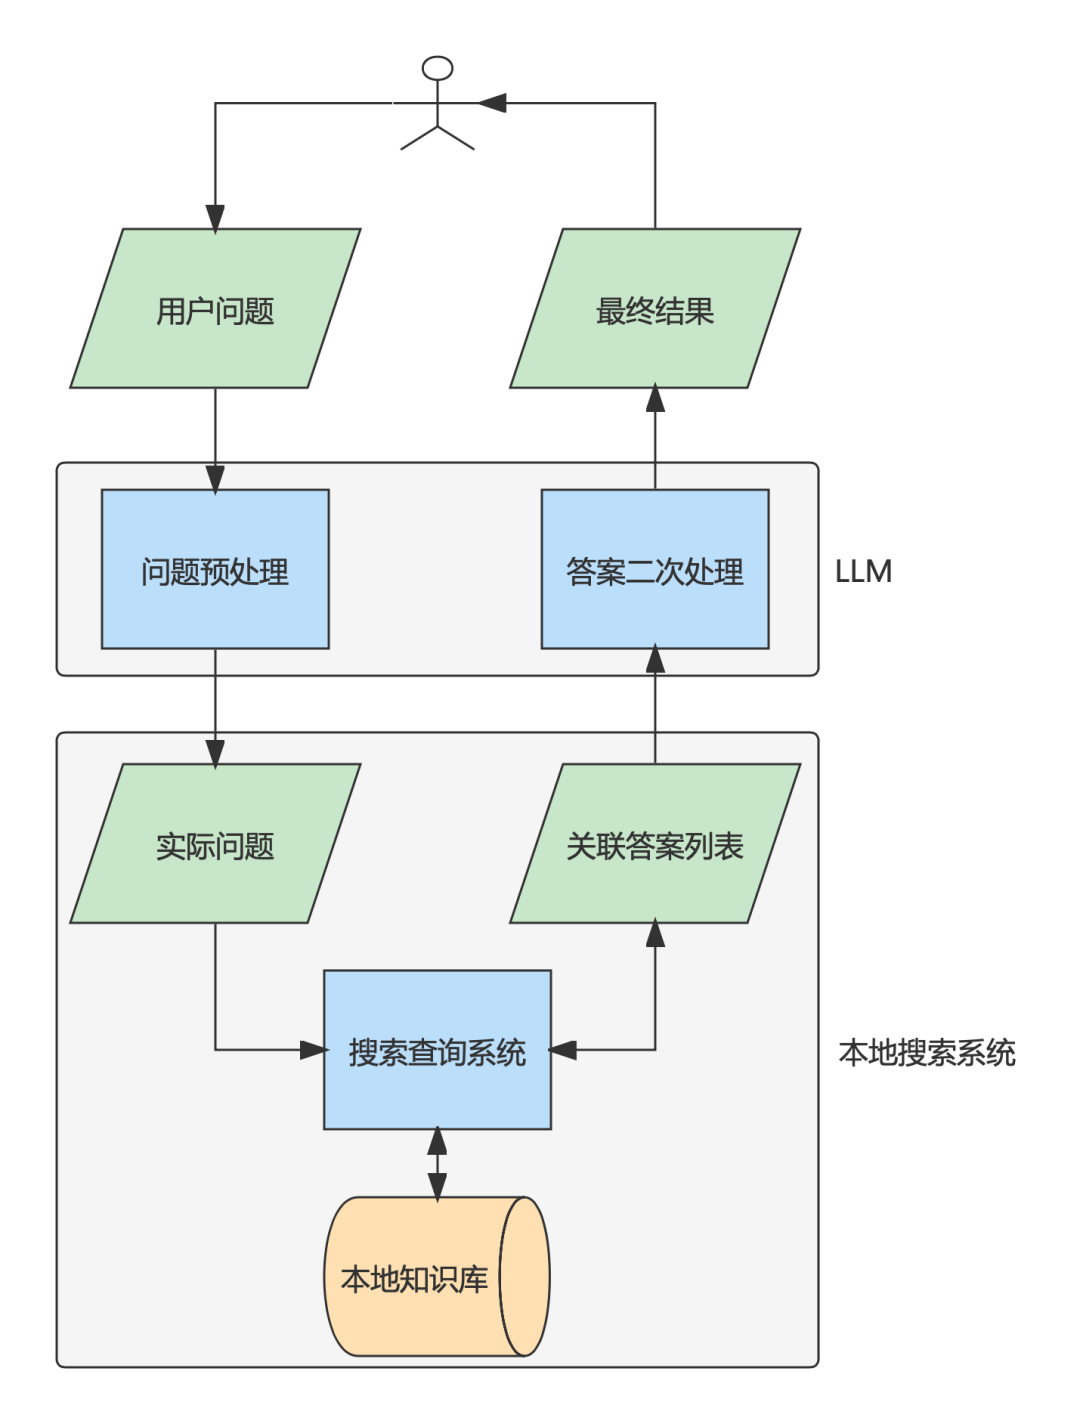 用户问题
最终结果
问题预处理
答案二次处理
LLM
实际问题
关联答案列表
搜索查询系统
本地搜索系统
本地知识库